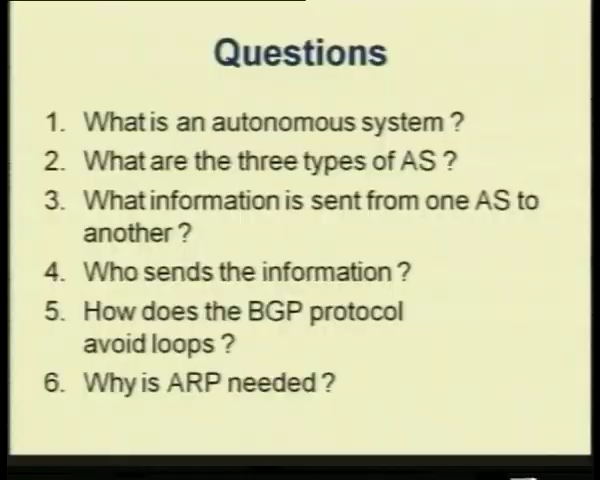 Questions
1. What is an autonomous system ?
2. What are the three types of AS ?
3. What information is sent from one AS to
another ?
4. Who sends the information ?
5. How does the BGP protocol
avoid loops ?
6. Why is ARP needed ?